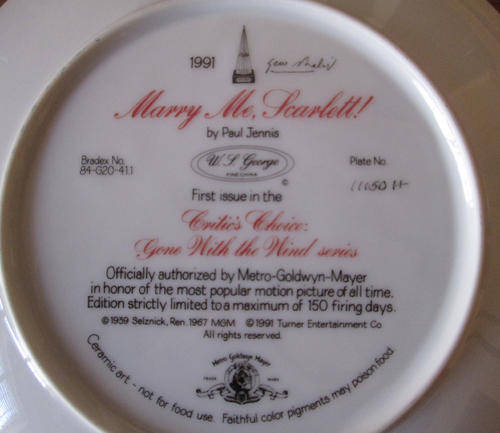 1991
Marry Me, Scarlett!
by Paul Jennis
Bradex No.
84-G20-41.1
W. L. George
FINE CHINA
©
Plate No.
First issue in the
Critic's Choice:
Gone With the Wind series
Officially authorized by Metro-Goldwyn-Mayer
in honor of the most popular motion picture of all time.
Edition strictly limited to a maximum of 150 firing days.
©1939 Selznick, Ren. 1967 MGM ©1991 Turner Entertainment Co
All rights reserved.
Metro Goldwyn Mayer
TRADE MARK
Ceramic art - not for food use. Faithful color pigments may poison food.